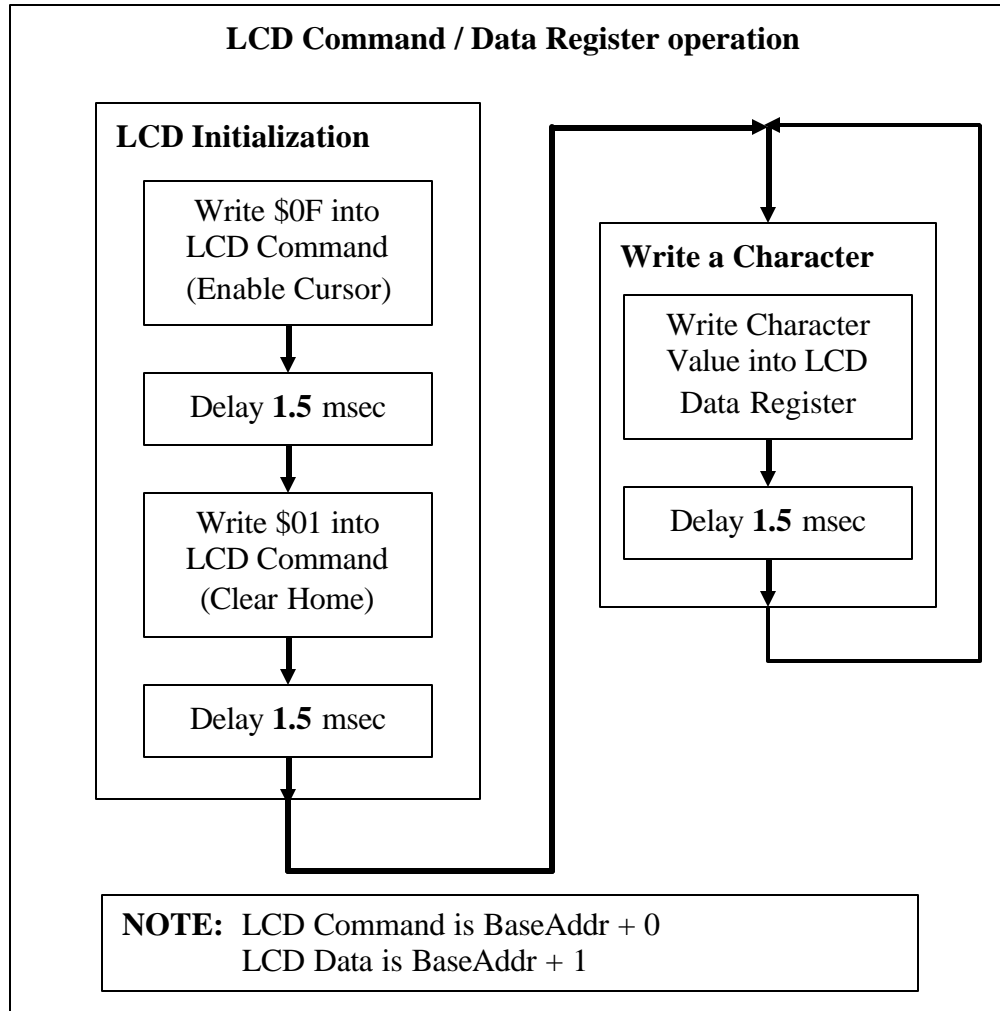 LCD Command / Data Register operation
LCD Initialization
Write $0F into
LCD Command
(Enable Cursor)
Delay 1.5 msec
Write $01 into
LCD Command
(Clear Home)
Delay 1.5 msec
Write a Character
Write Character
Value into LCD
Data Register
Delay 1.5 msec
NOTE: LCD Command is BaseAddr + 0
LCD Data is BaseAddr + 1